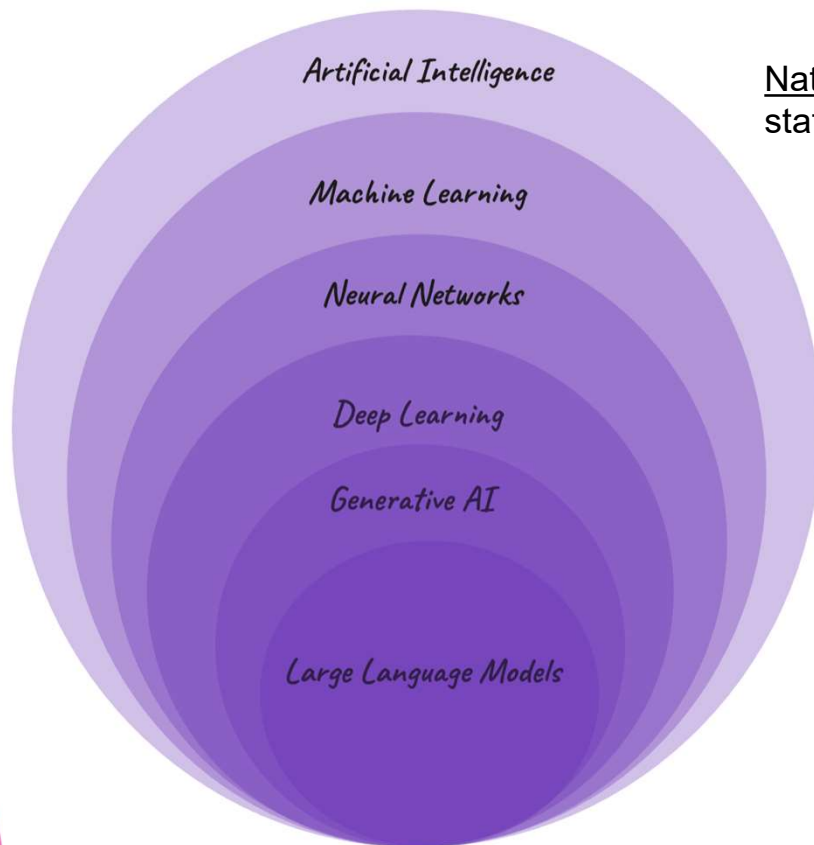 Artificial Intelligence
Machine Learning
Neural Networks
Deep Learning
Generative AI
Large Language Models